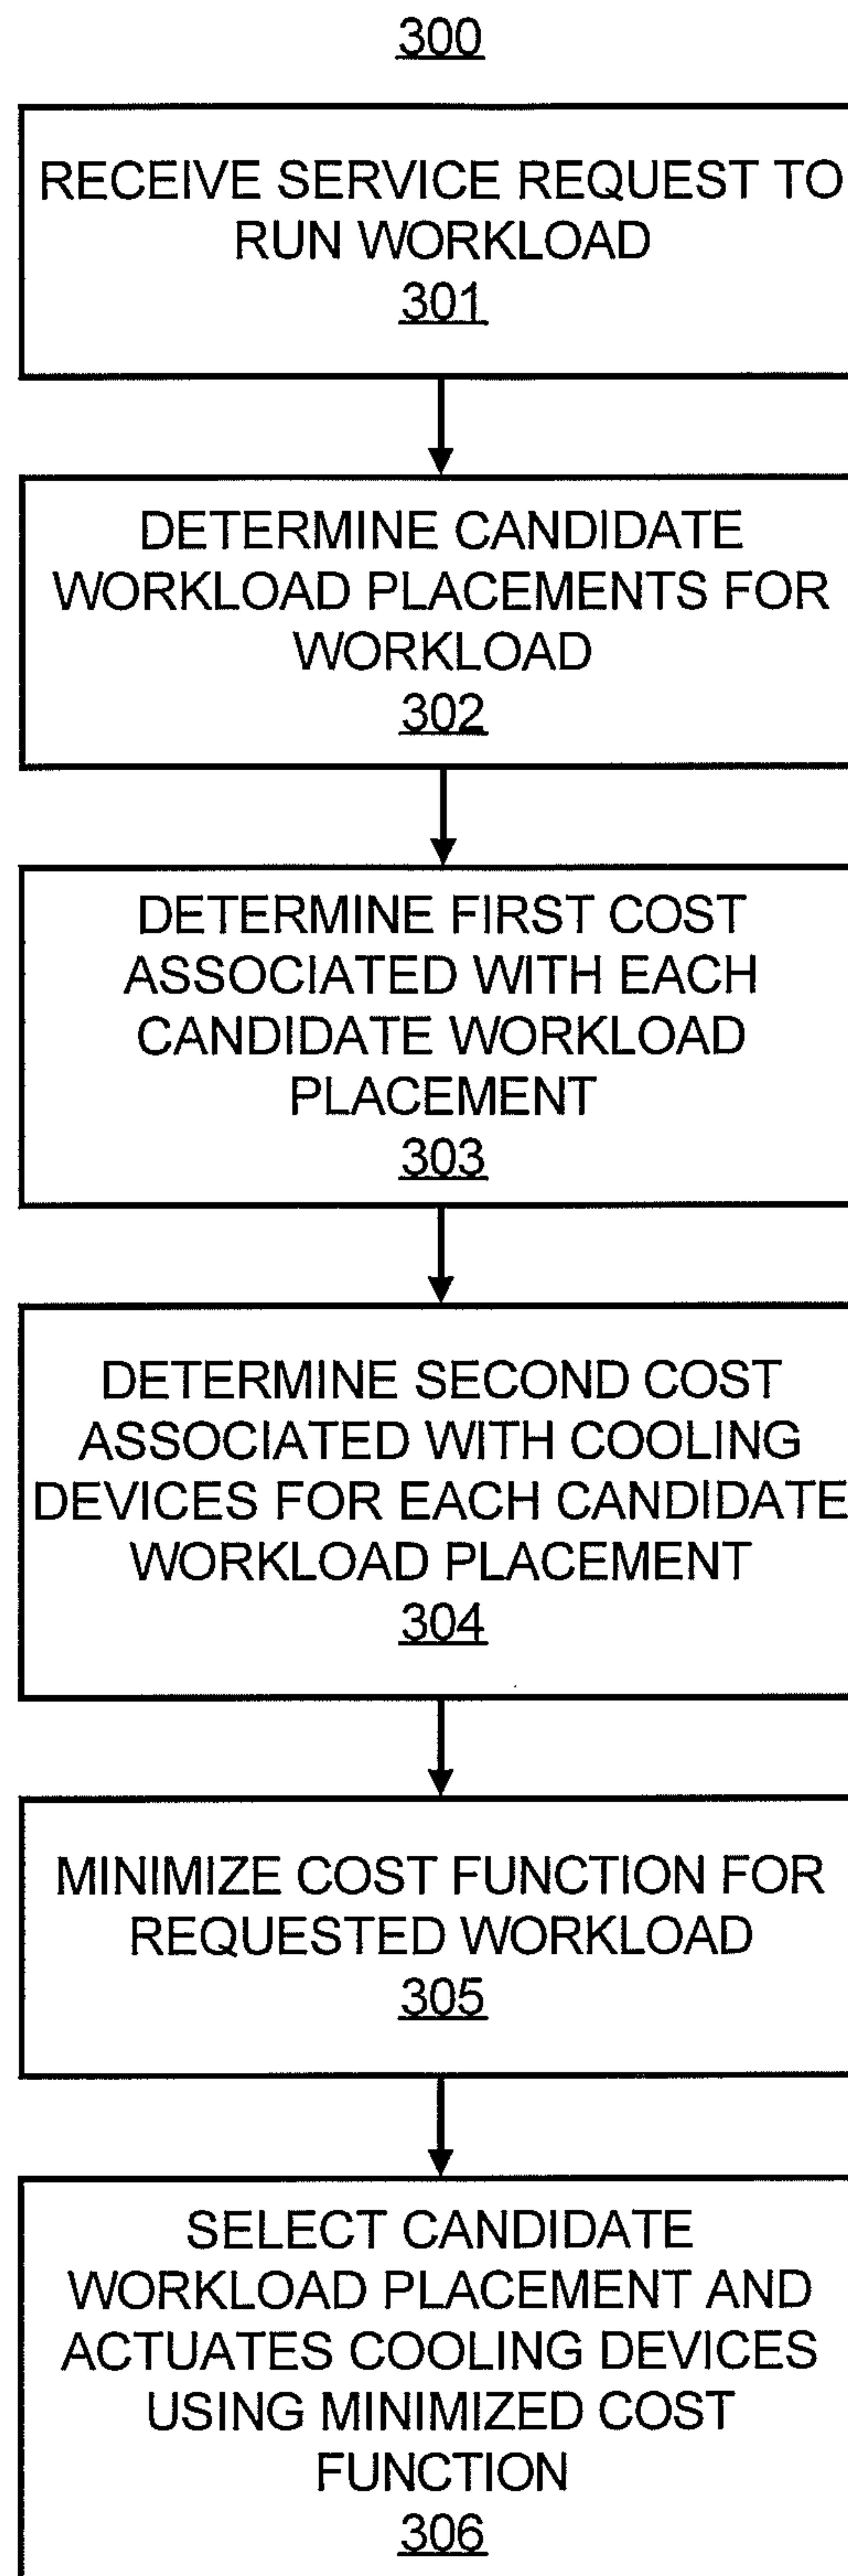 300
RECEIVE SERVICE REQUEST TO
RUN WORKLOAD
301
DETERMINE CANDIDATE
WORKLOAD PLACEMENTS FOR
WORKLOAD
302
DETERMINE FIRST COST
ASSOCIATED WITH EACH
CANDIDATE WORKLOAD
PLACEMENT
303
DETERMINE SECOND COST
ASSOCIATED WITH COOLING
DEVICES FOR EACH CANDIDATE
WORKLOAD PLACEMENT
304
MINIMIZE COST FUNCTION FOR
REQUESTED WORKLOAD
305
SELECT CANDIDATE
WORKLOAD PLACEMENT AND
ACTUATES COOLING DEVICES
USING MINIMIZED COST
FUNCTION
306